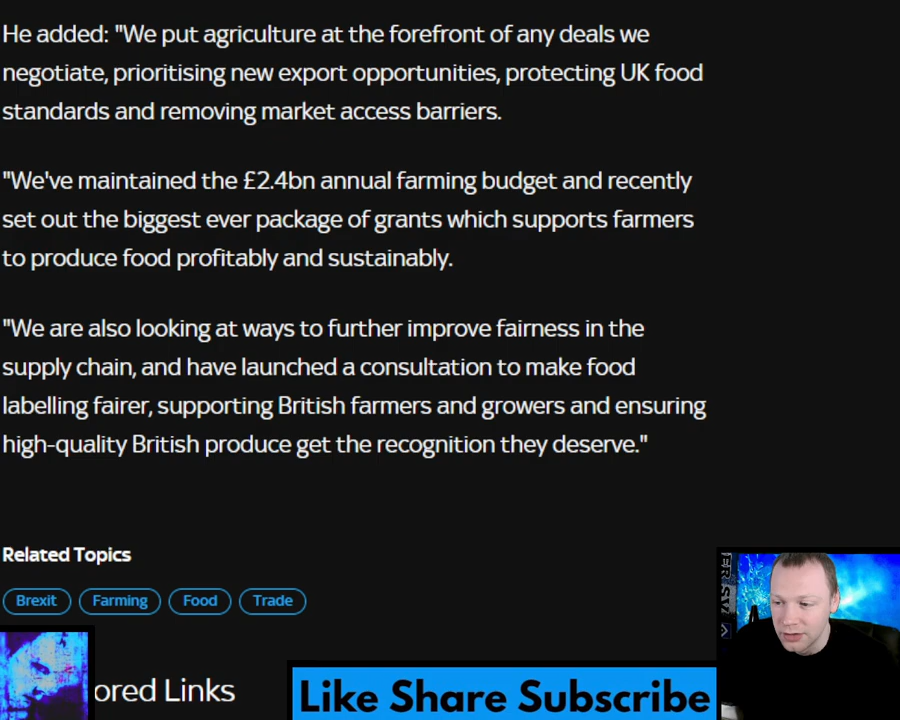 He added: "We put agriculture at the forefront of any deals we
negotiate, prioritising new export opportunities, protecting UK food
standards and removing market access barriers.
"We've maintained the £2.4bn annual farming budget and recently
set out the biggest ever package of grants which supports farmers
to produce food profitably and sustainably.
"We are also looking at ways to further improve fairness in the
supply chain, and have launched a consultation to make food
labelling fairer, supporting British farmers and growers and ensuring
high-quality British produce get the recognition they deserve."
Related Topics
Brexit Farming Food Trade
ored Links
Like Share Subscribe